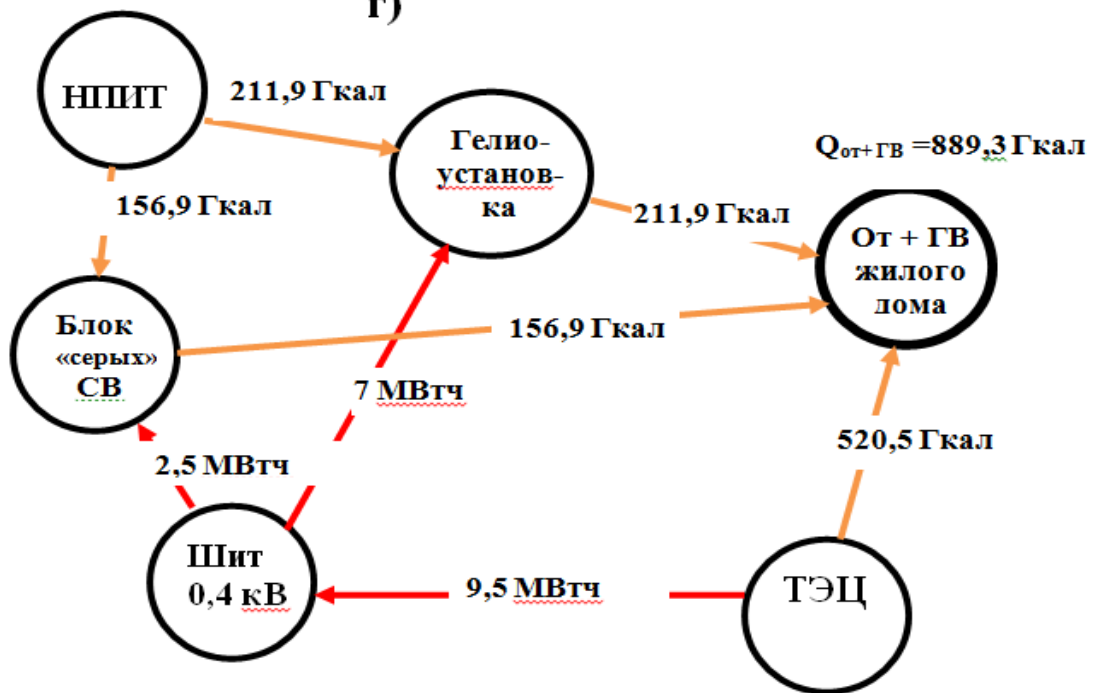 г)
НПИТ
211,9 Гкал
Гелио-
установ-
ка
Qот+ГВ =889,3 Гкал
156,9 Гкал
211,9 Гкал
От + ГВ
жилого
дома
Блок
«серых»
СВ
156,9 Гкал
7 МВтч
520,5 Гкал
2,5 МВтч
Шит
0,4 кВ
9,5 МВтч
ТЭЦ